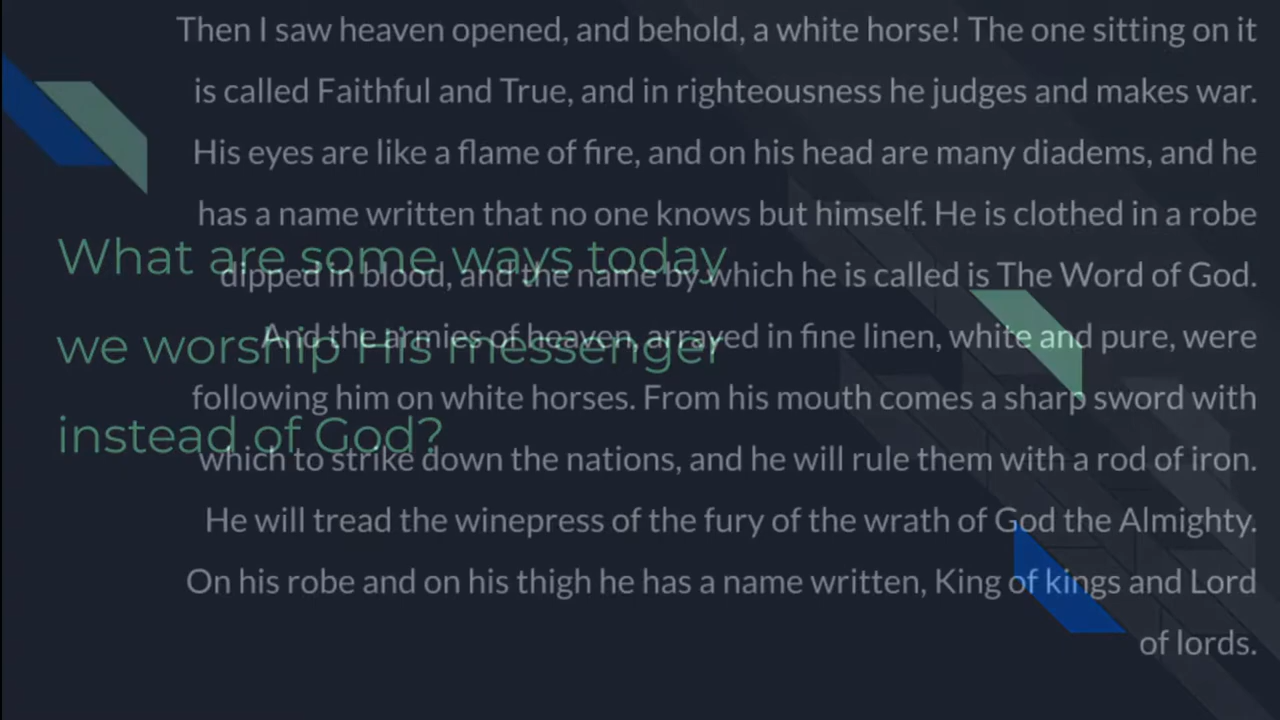 Then I saw heaven opened, and behold, a white horse! The one sitting on it
is called Faithful and True, and in righteousness he judges and makes war.
His eyes are like a flame of fire, and on his head are many diadems, and he
has a name written that no one knows but himself. He is clothed in a robe
dipped in blood, and the name by which he is called is The Word of God.
And the armies of heaven, arrayed in fine linen, white and pure, were
following him on white horses. From his mouth comes a sharp sword with
which to strike down the nations, and he will rule them with a rod of iron.
He will tread the winepress of the fury of the wrath of God the Almighty.
On his robe and on his thigh he has a name written, King of kings and Lord
of lords.
What are some ways today
we worship His messenger
instead of God?